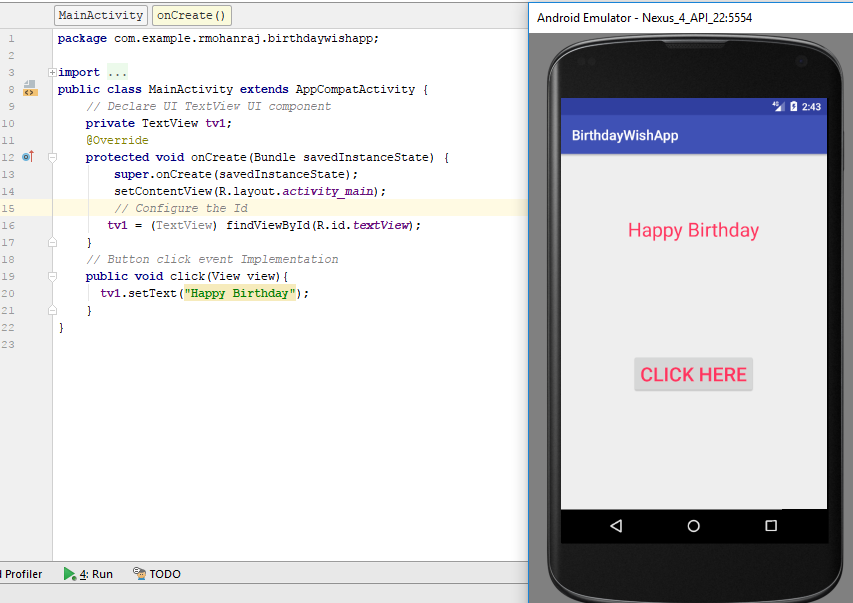 MainActivity onCreate()
1 package com.example.rmohanraj.birthdaywishapp;
2
3 import ...
8 public class MainActivity extends AppCompatActivity {
9 // Declare UI TextView UI component
10 private TextView tv1;
11 @Override
12 protected void onCreate(Bundle savedInstanceState) {
13 super.onCreate(savedInstanceState);
14 setContentView(R.layout.activity_main);
15 // Configure the Id
16 tv1 = (TextView) findViewById(R.id.textView);
17 }
18 // Button click event Implementation
19 public void click(View view){
20 tv1.setText("Happy Birthday");
21 }
22 }
23
Profiler 4: Run TODO
Android Emulator - Nexus_4_API_22:5554
4G 2:43
BirthdayWishApp
Happy Birthday
CLICK HERE